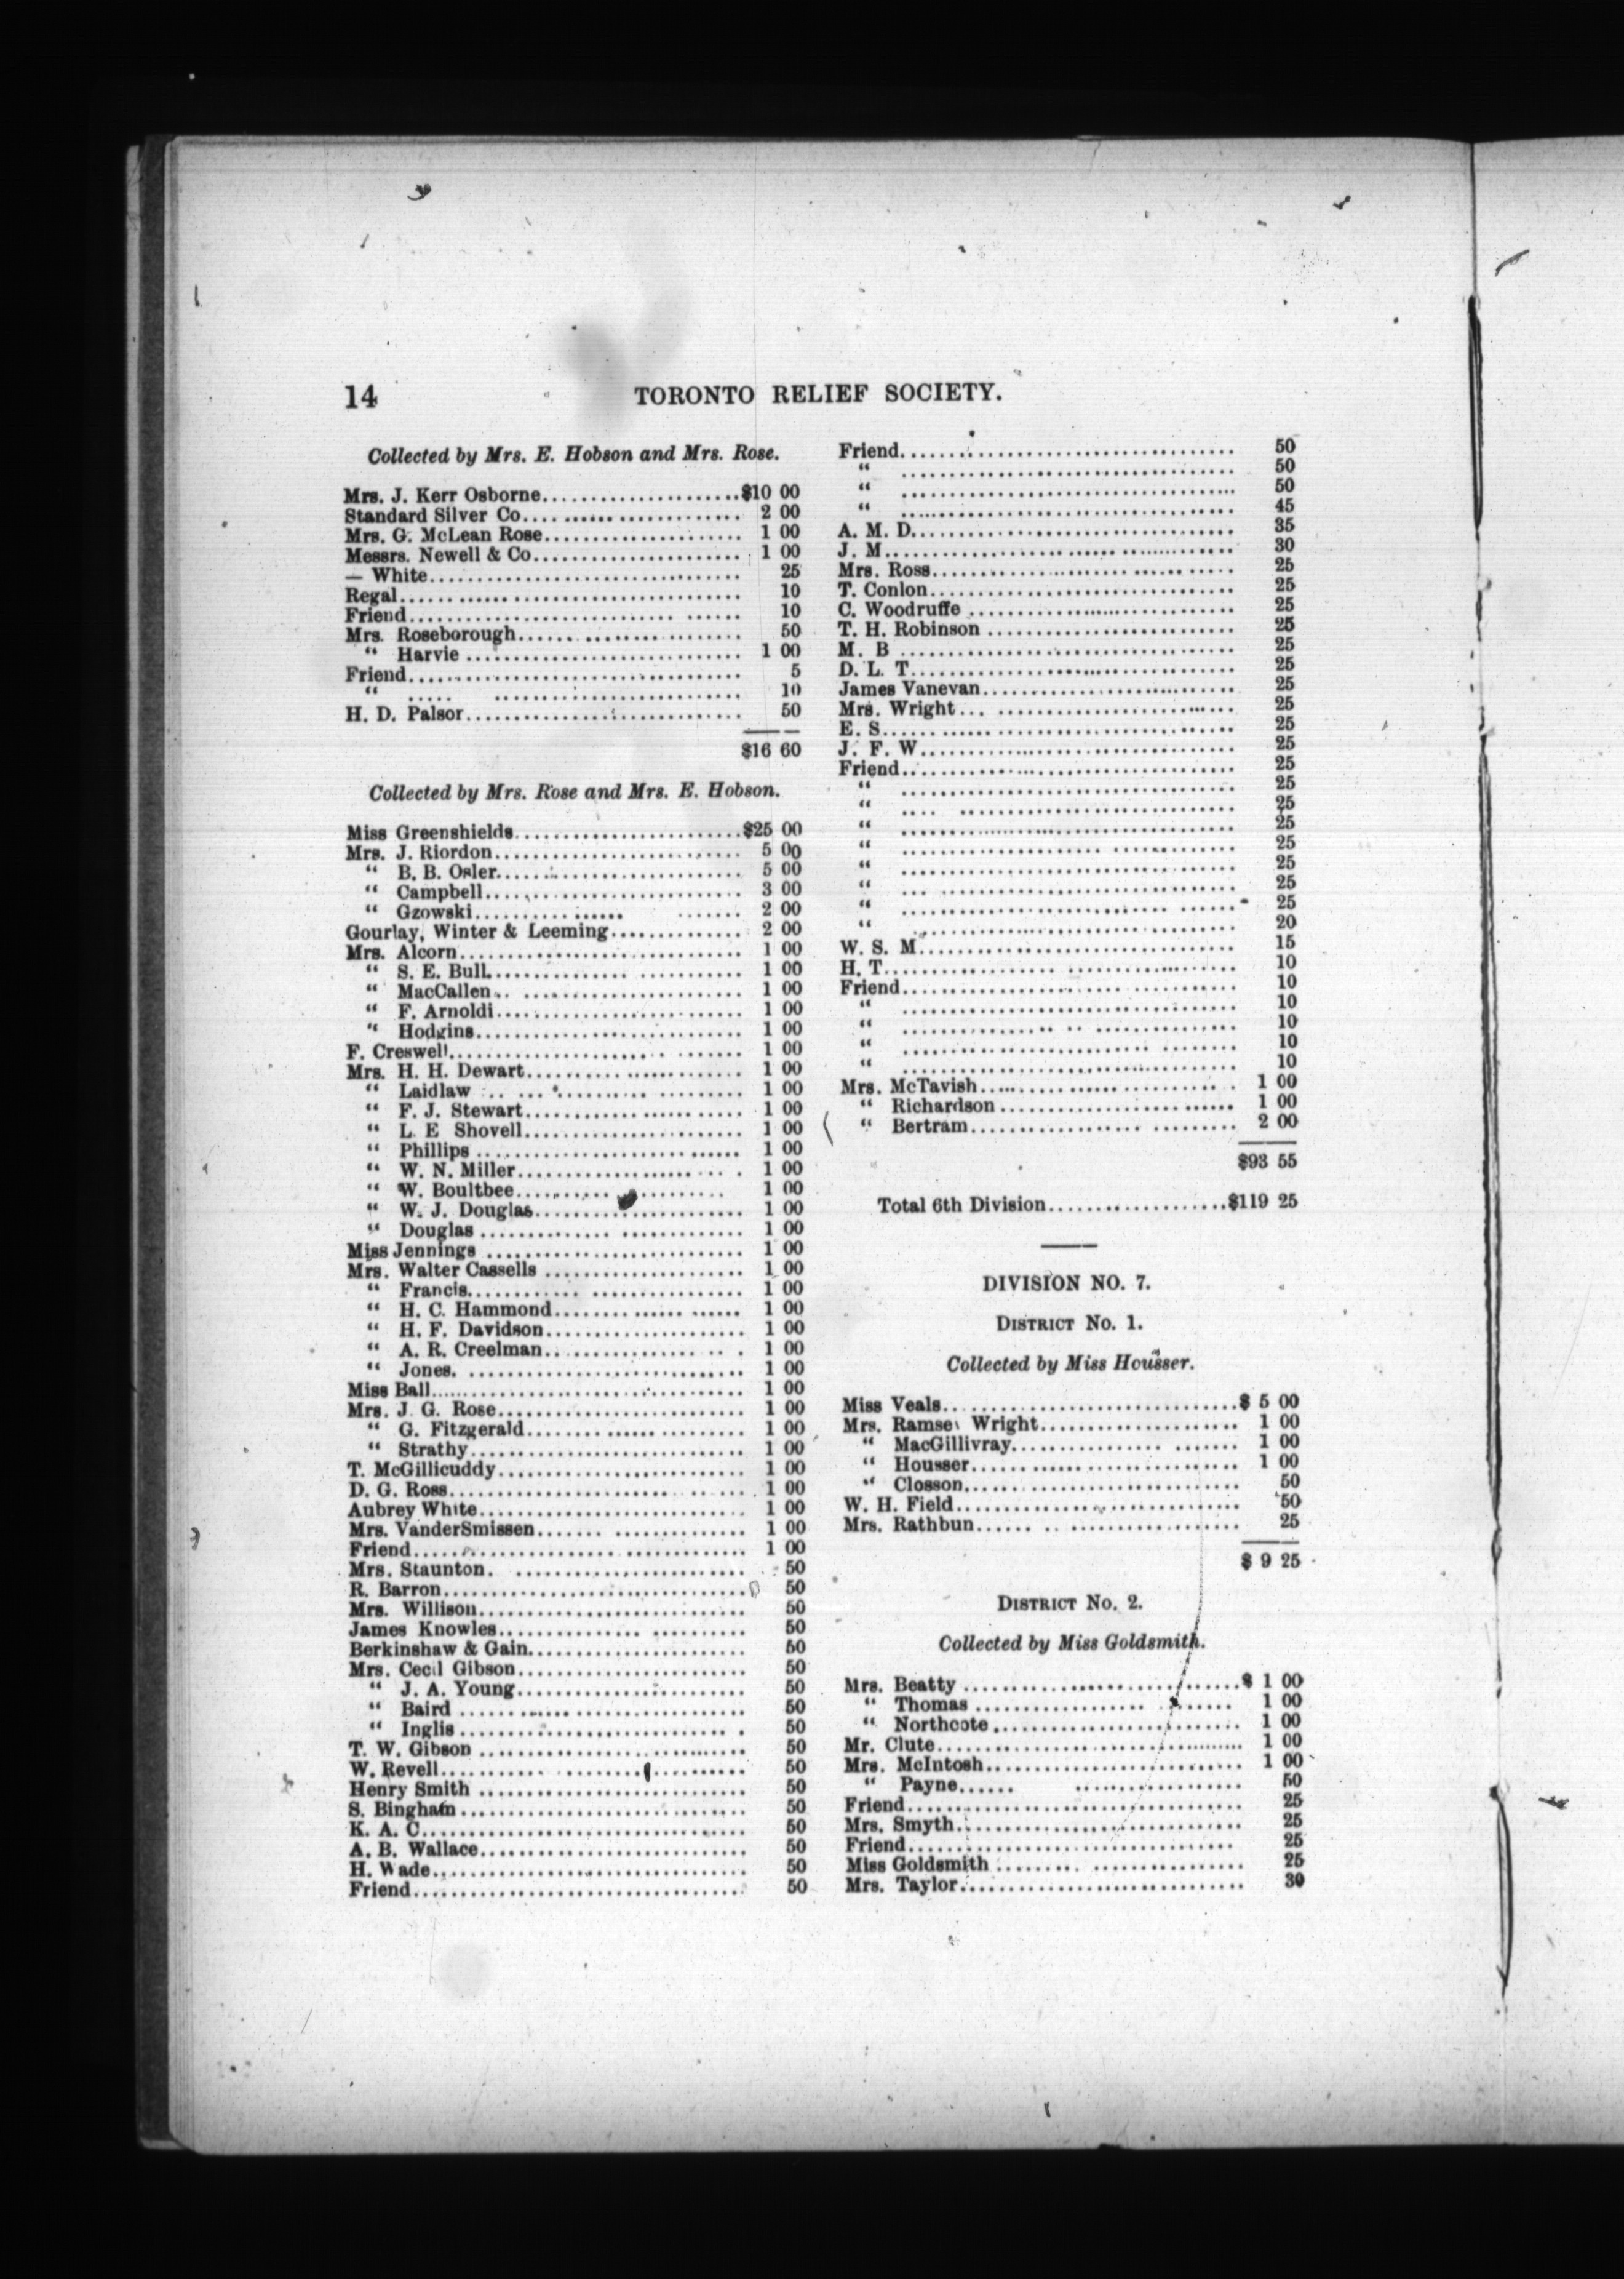 14
TORONTO RELIEF SOCIETY.
Collected by Mrs. E. Hobson and Mrs. Rose.
Mrs. J. Kerr Osborne.....................$10 00
Standard Silver Co...................... 2 00
Mrs. G. McLean Rose..................... 1 00
Messrs. Newell & Co...................... 1 00
— White................................. 25
Regal.................................... 10
Friend................................... 10
Mrs. Roseborough........................ 50
“ Harvie ............................. 1 00
Friend................................... 5
“ ..... .......................... 10
H. D. Palsor............................. 50
$16 60
Collected by Mrs. Rose and Mrs. E. Hobson.
Miss Greenshields........................$25 00
Mrs. J. Riordon.......................... 5 00
“ B. B. Osler.......................... 5 00
“ Campbell........................... 3 00
“ Gzowski................ ....... 2 00
Gourlay, Winter & Leeming.............. 2 00
Mrs. Alcorn.............................. 1 00
“ S. E. Bull............... ........... 1 00
“ MacCallen.. ....................... 1 00
“ F. Arnoldi.......................... 1 00
“ Hodgins............................ 1 00
F. Creswell.............................. 1 00
Mrs. H. H. Dewart....................... 1 00
“ Laidlaw .. ... .......... ......... 1 00
“ F. J. Stewart....................... 1 00
“ L. E Shovell....................... 1 00
“ Phillips ............................ 1 00
“ W. N. Miller.................... .. . 1 00
“ W. Boultbee.......... .......... 1 00
“ W. J. Douglas...................... 1 00
“ Douglas .............. ............. 1 00
Miss Jennings ........................... 1 00
Mrs. Walter Cassells ..................... 1 00
“ Francis............ ................ 1 00
“ H. C. Hammond........ ...... ...... 1 00
“ H. F. Davidson..................... 1 00
“ A. R. Creelman................ .. . 1 00
“ Jones. ............................. 1 00
Miss Ball................................. 1 00
Mrs. J. G. Rose.......................... 1 00
“ G. Fitzgerald........ ...... ......... 1 00
“ Strathy............................. 1 00
T. McGillicuddy.......................... 1 00
D. G. Ross............................... 1 00
Aubrey White............................ 1 00
Mrs. VanderSmissen....... .............. 1 00
Friend................................... 1 00
Mrs. Staunton. ......................... 50
R. Barron................................ 50
Mrs. Willison............................ 50
James Knowles............... .......... 50
Berkinshaw & Gain....................... 50
Mrs. Cecil Gibson........................ 50
“ J. A. Young........................ 50
“ Baird .............................. 50
“ Inglis ............................ . 50
T. W. Gibson ............................ 50
W. Revell................................ 50
Henry Smith ............................ 50
S. Bingham.............................. 50
K. A. C.................................. 50
A. B. Wallace............................ 50
H. Wade................................. 50
Friend................................... 50
Friend................................... 50
“ ................................... 50
“ ................................... 50
“ ................................... 45
A. M. D.................................. 35
J. M..................................... 30
Mrs. Ross................................ 25
T. Conlon................................ 25
C. Woodruffe ............................ 25
T. H. Robinson .......................... 25
M. B ................................... 25
D. L. T.................................. 25
James Vanevan........................... 25
Mrs. Wright... ......................... 25
E. S..................................... 25
J. F. W.................................. 25
Friend................................... 25
“ ................................... 25
“ .... ............................. 25
“ ................................... 25
“ ........................ .......... 25
“ ................................... 25
“ ... ............................... 25
“ ............................. ...... 25
“ ................................. 20
W. S. M.................................. 15
H. T.................. .................. 10
Friend................................... 10
“ ................................... 10
“ ................ .. ............... 10
“ .......................... ........ 10
“ ................................... 10
Mrs. McTavish........................ . 1 00
“ Richardson ......................... 1 00
“ Bertram.................. ......... 2 00
$93 55
Total 6th Division...................$119 25
DIVISION NO. 7.
DISTRICT NO. 1.
Collected by Miss Housser.
Miss Veals...............................$ 5 00
Mrs. Ramsey Wright..................... 1 00
“ MacGillivray................ ....... 1 00
“ Housser............................ 1 00
“ Closson............................. 50
W. H. Field.............................. 50
Mrs. Rathbun...... .. .................. 25
$ 9 25
DISTRICT NO. 2.
Collected by Miss Goldsmith.
Mrs. Beatty .............................$ 1 00
“ Thomas .................. ....... 1 00
“ Northcote.......................... 1 00
Mr. Clute................................ 1 00
Mrs. McIntosh........................... 1 00
“ Payne...... .................. 50
Friend................................... 25
Mrs. Smyth.............................. 25
Friend................................... 25
Miss Goldsmith ......... ................ 25
Mrs. Taylor.............................. 30